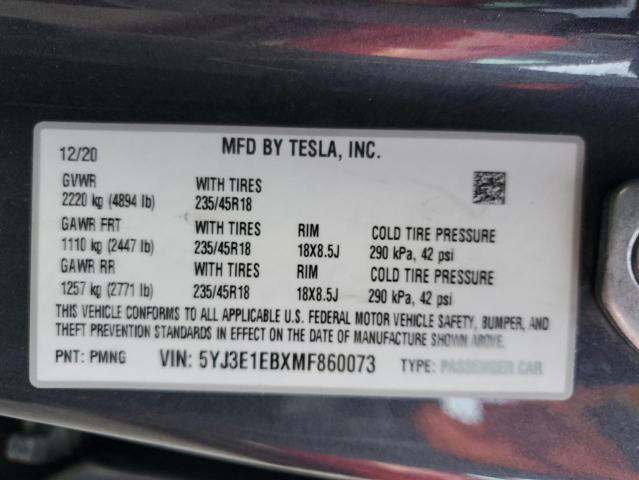 MFD BY TESLA, INC.
12/20
GVWR WITH TIRES
2220 kg (4894 lb) 235/45R18
GAWR FRT WITH TIRES RIM COLD TIRE PRESSURE
1110 kg (2447 lb) 235/45R18 18X8.5J 290 kPa, 42 psi
GAWR RR WITH TIRES RIM COLD TIRE PRESSURE
1257 kg (2771 lb) 235/45R18 18X8.5J 290 kPa, 42 psi
THIS VEHICLE CONFORMS TO ALL APPLICABLE U.S. FEDERAL MOTOR VEHICLE SAFETY, BUMPER, AND
THEFT PREVENTION STANDARDS IN EFFECT ON THE DATE OF MANUFACTURE SHOWN ABOVE.
PNT: PMNG VIN: 5YJ3E1EBXMF860073 TYPE: PASSENGER CAR